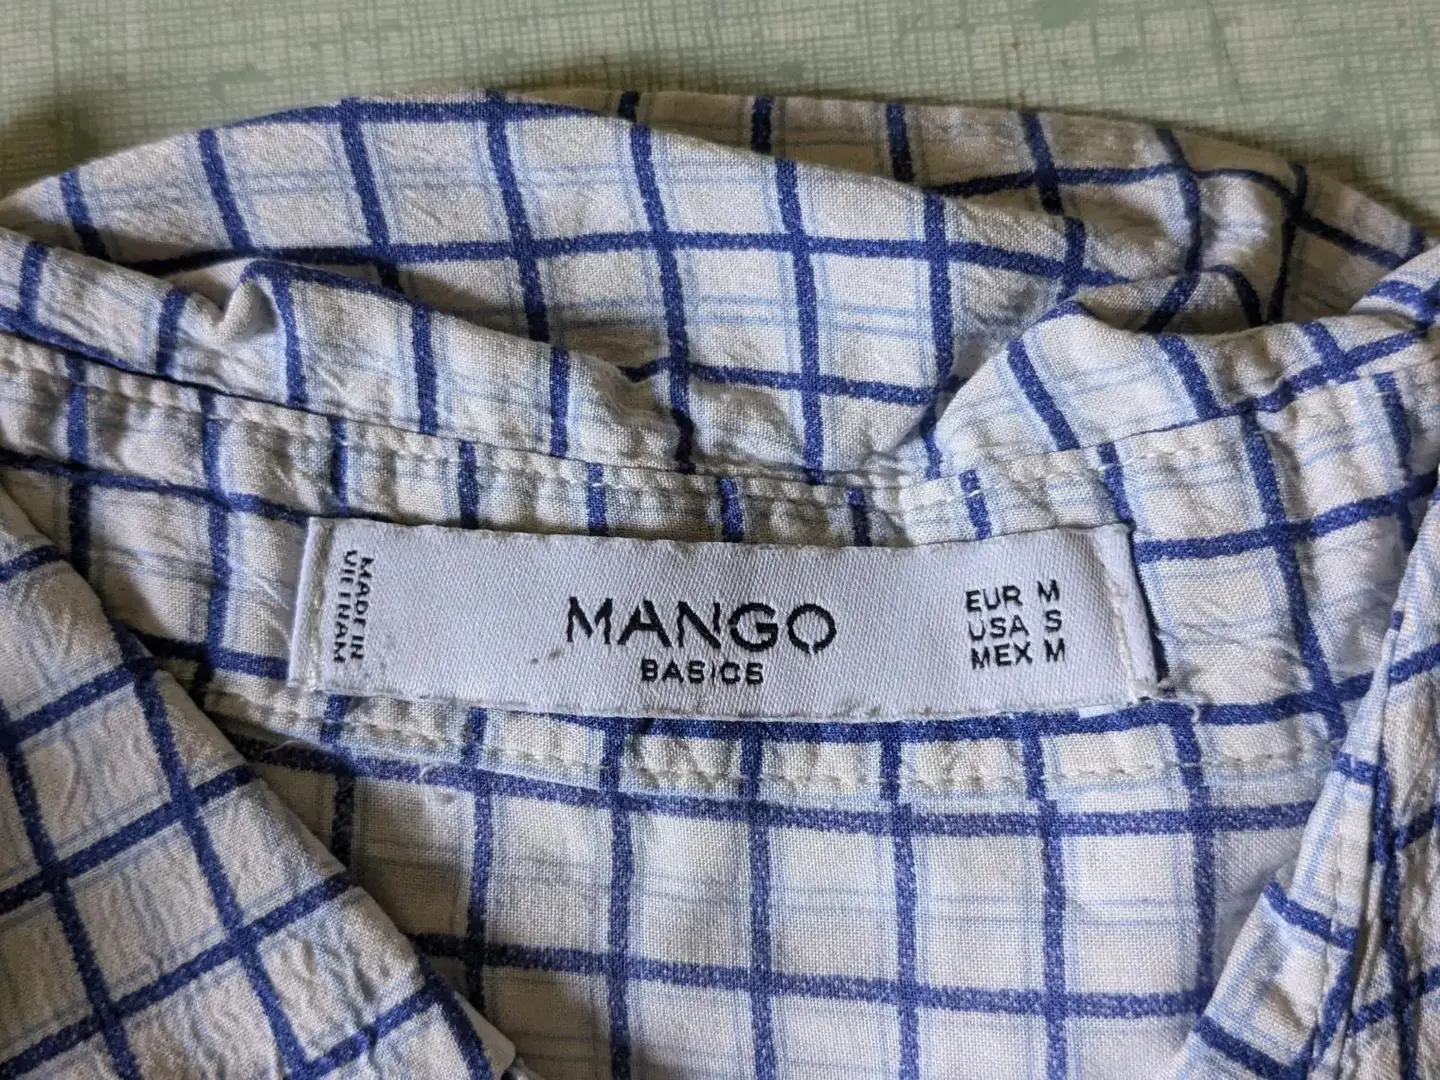 MADE IN
VIETNAM
MANGO
BASICS
EUR M
USA S
MEX M